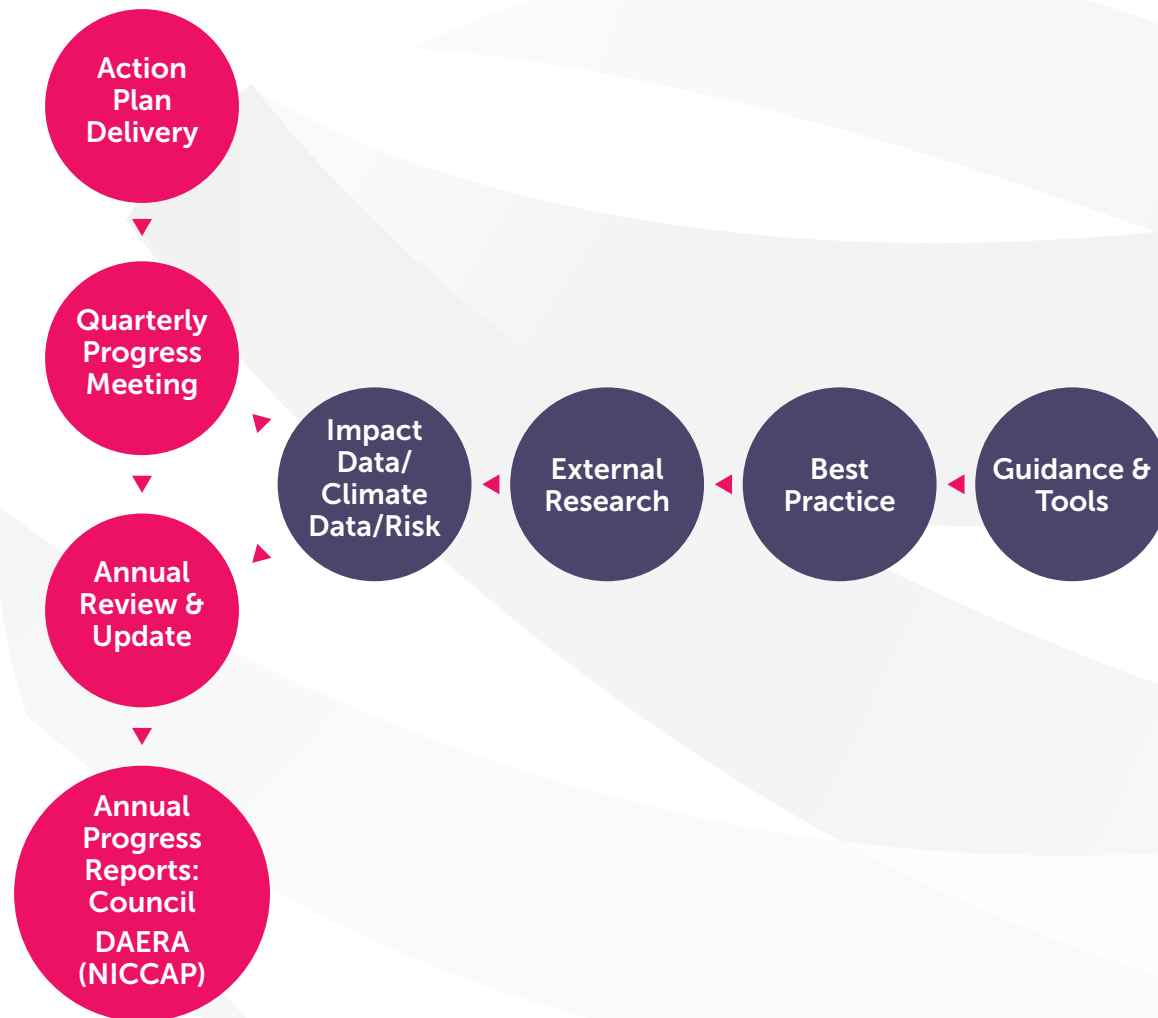 Action
Plan
Delivery
Quarterly
Progress
Meeting
Impact
Data/
Climate
Data/Risk
External
Research
Best
Practice
Guidance &
Tools
Annual
Review &
Update
Annual
Progress
Reports:
Council
DAERA
(NICCAP)